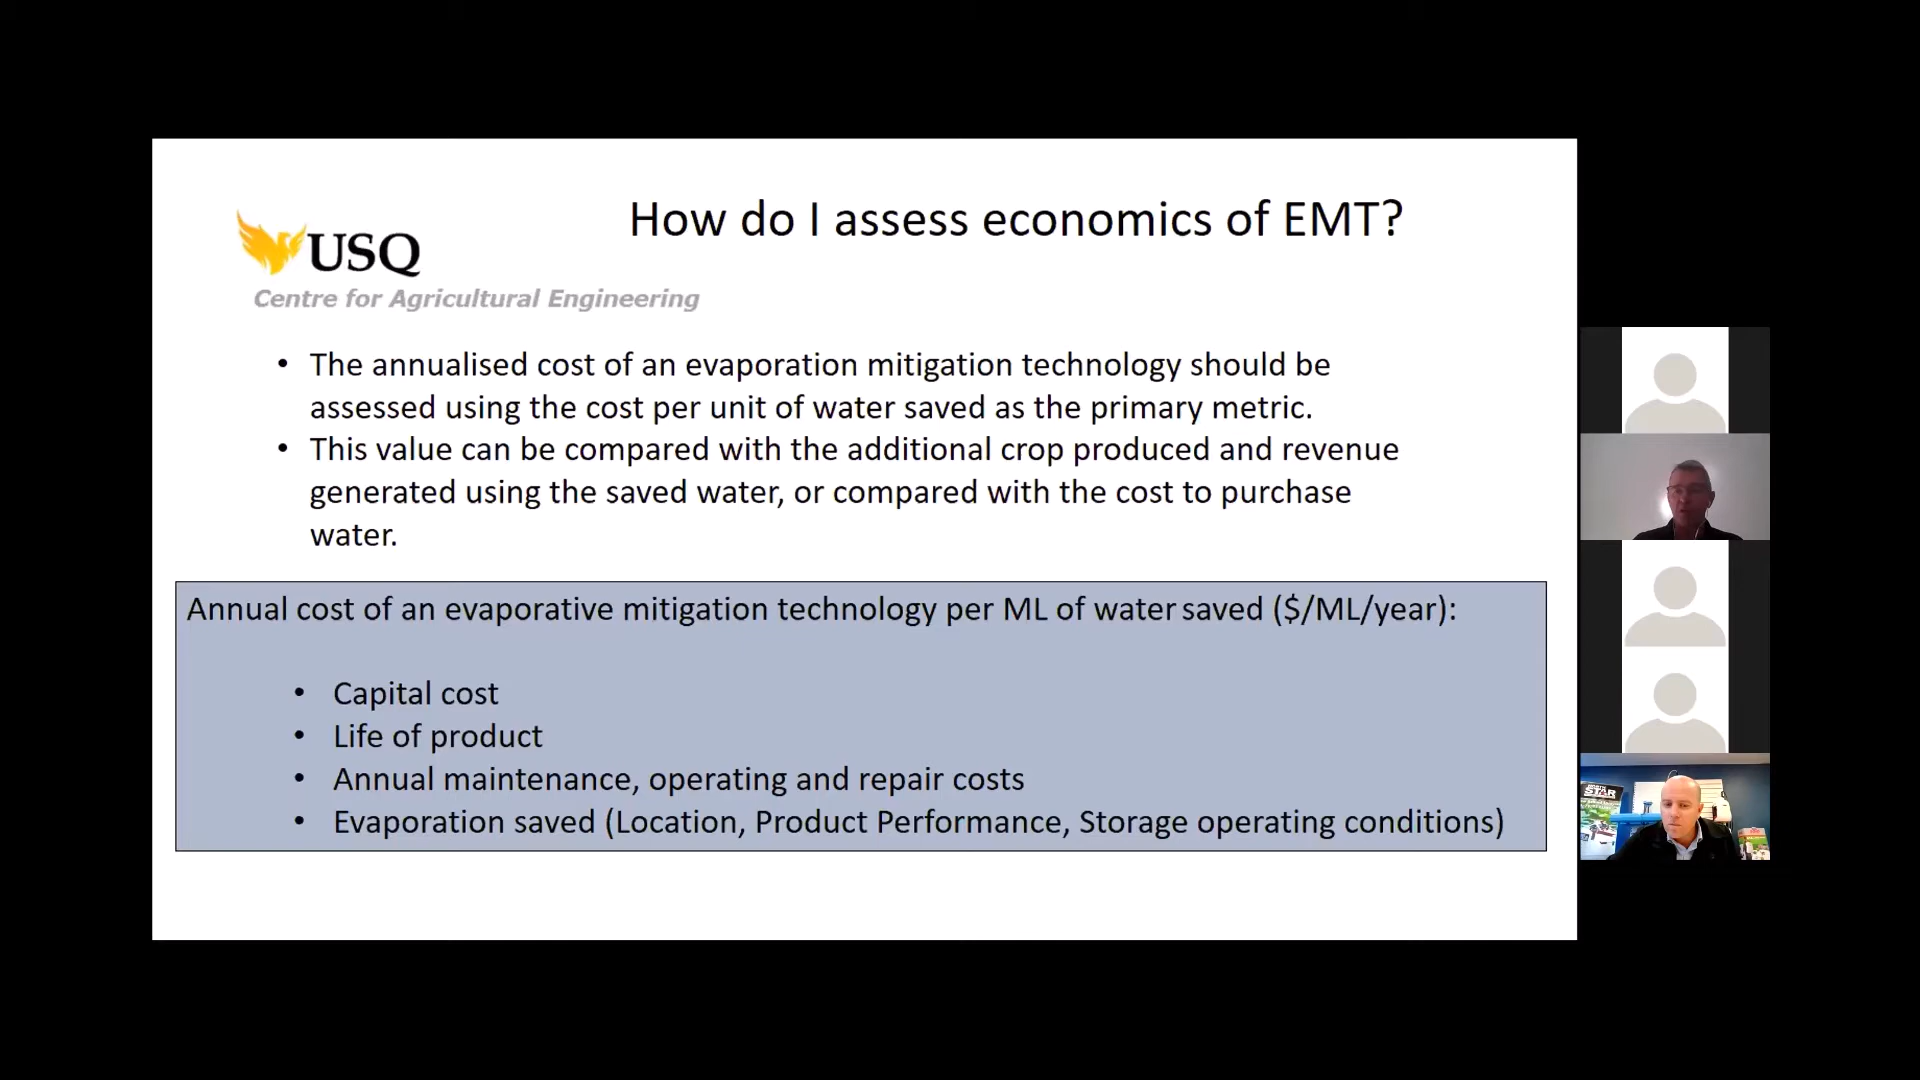 How do I assess economics of EMT?
USQ
Centre for Agricultural Engineering
• The annualised cost of an evaporation mitigation technology should be
assessed using the cost per unit of water saved as the primary metric.
• This value can be compared with the additional crop produced and revenue
generated using the saved water, or compared with the cost to purchase
water.
Annual cost of an evaporative mitigation technology per ML of water saved ($/ML/year):
• Capital cost
• Life of product
• Annual maintenance, operating and repair costs
• Evaporation saved (Location, Product Performance, Storage operating conditions)
STAR